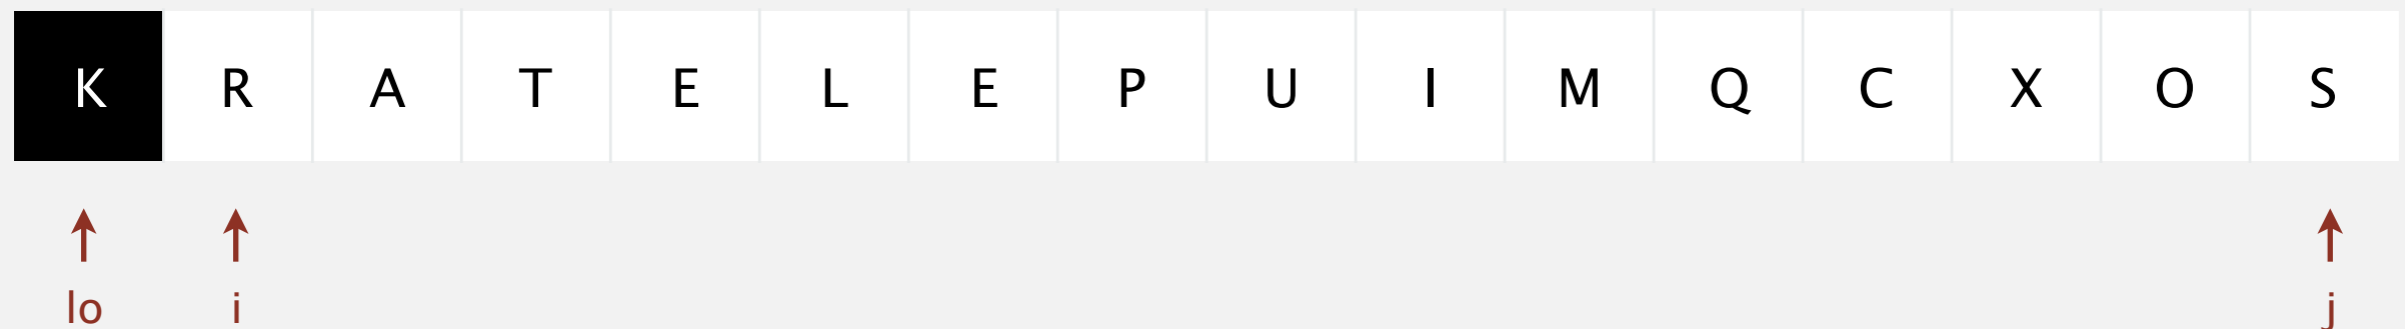 K R A T E L E P U I M Q C X O S
lo i j